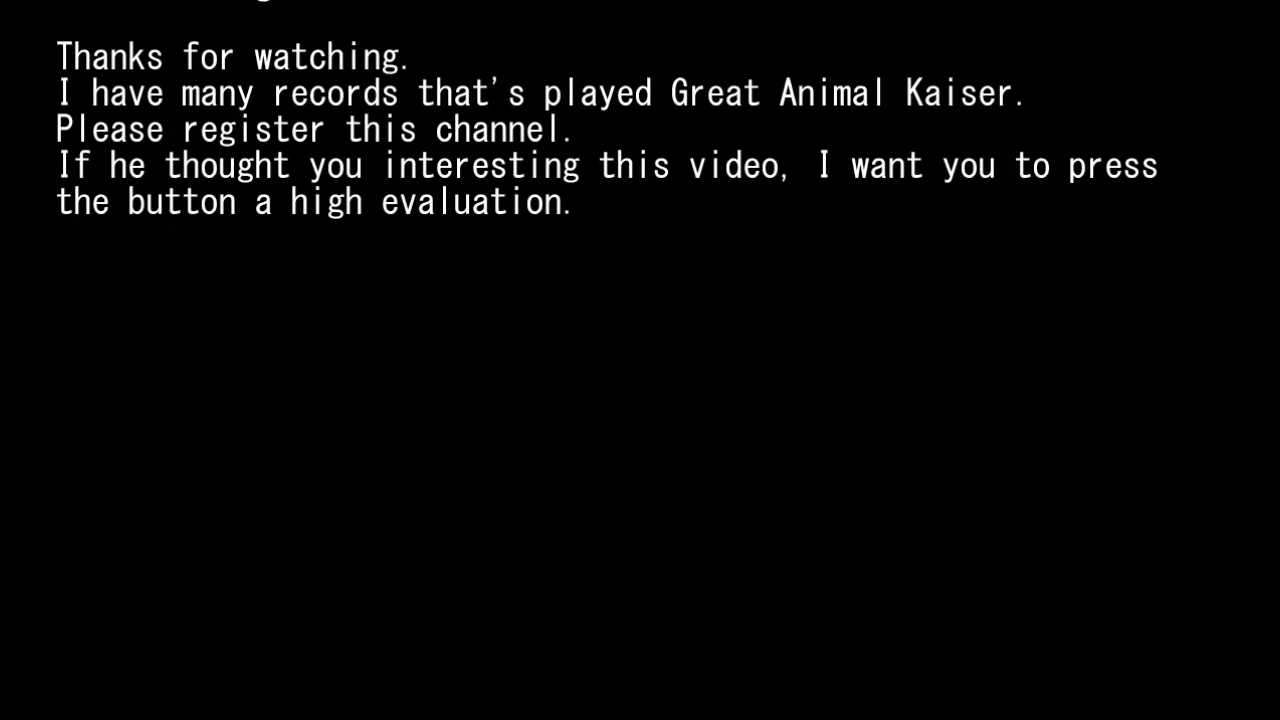 Thanks for watching.
I have many records that's played Great Animal Kaiser.
Please register this channel.
If he thought you interesting this video, I want you to press
the button a high evaluation.